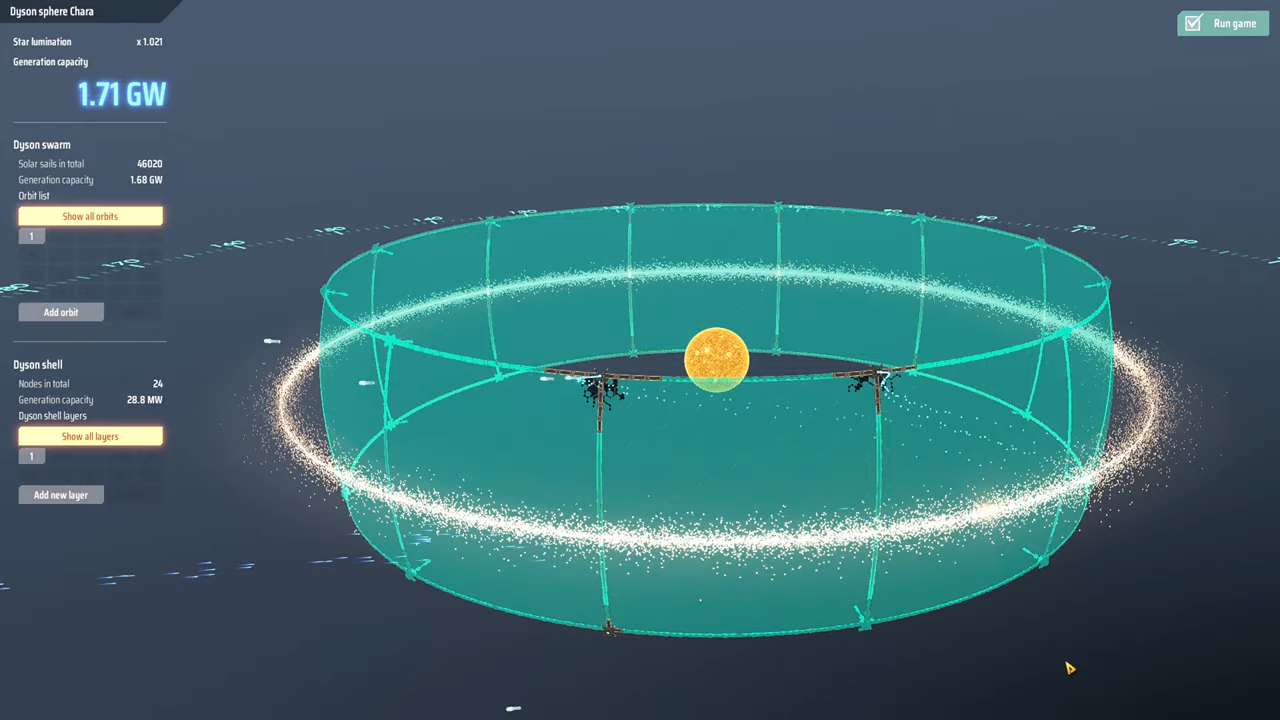 Dyson sphere Chara
Run game
Star lumination x 1.021
Generation capacity
1.71 GW
Dyson swarm
Solar sails in total 46020
Generation capacity 1.68 GW
Orbit list
Show all orbits
1
Add orbit
Dyson shell
Nodes in total 24
Generation capacity 28.8 MW
Dyson shell layers
Show all layers
1
Add new layer
170